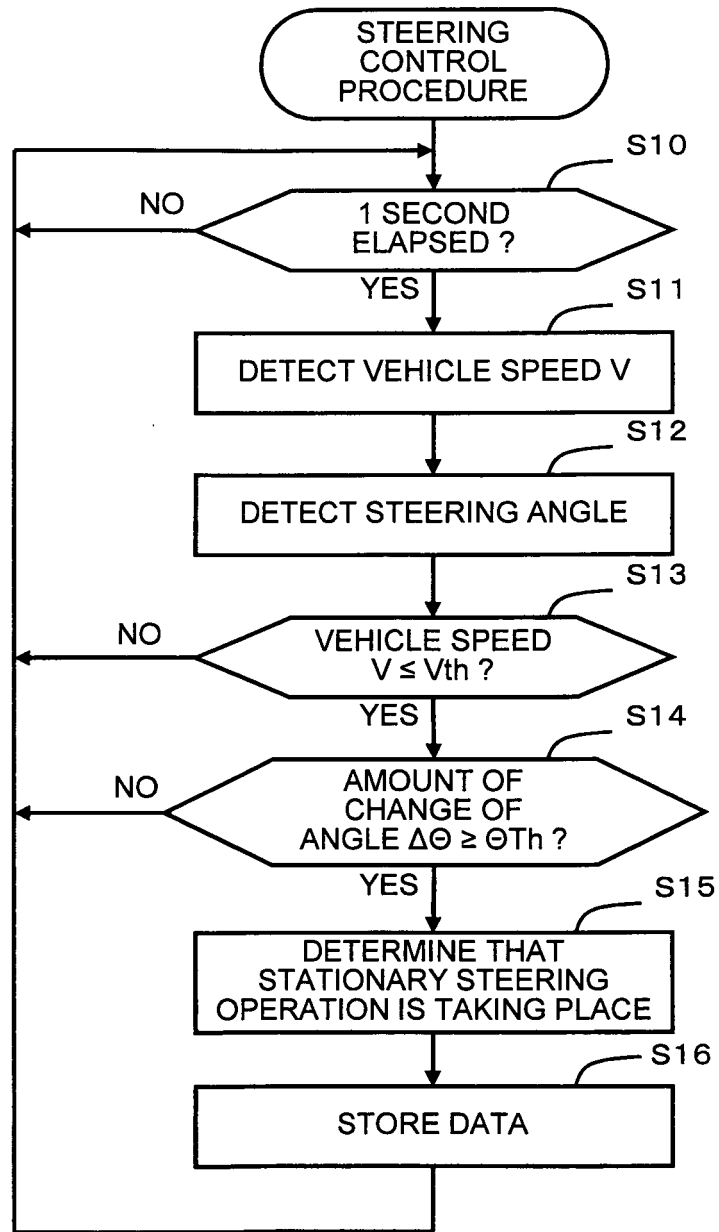 STEERING
CONTROL
PROCEDURE
S10
NO
1 SECOND
ELAPSED ?
YES
S11
DETECT VEHICLE SPEED V
S12
DETECT STEERING ANGLE
S13
NO
VEHICLE SPEED
V ≤ Vth ?
YES
S14
NO
AMOUNT OF
CHANGE OF
ANGLE ΔΘ ≥ ΘTh ?
YES
S15
DETERMINE THAT
STATIONARY STEERING
OPERATION IS TAKING PLACE
S16
STORE DATA